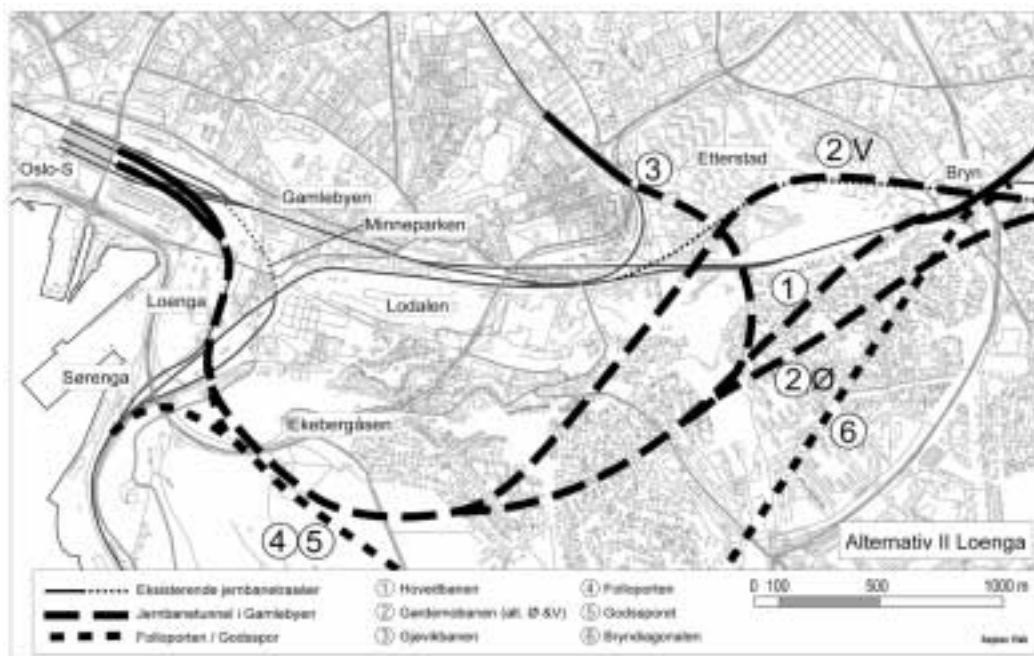 Oslo-S
Gamlebyen
Minneparken
Loenga
Lodalen
Sørenga
Ekebergåsen
Etterstad
Bryn
3
2V
1
2Ø
6
4 5
Alternativ II Loenga
Eksisterende jernbanetraséer
Jernbanetunnel i Gamlebyen
Folloporten / Godsspor
1 Hovedbanen
2 Gardermobanen (alt. Ø &V)
3 Gjøvikbanen
4 Folloporten
5 Godssporet
6 Bryndiagonalen
0 100 500 1000 m